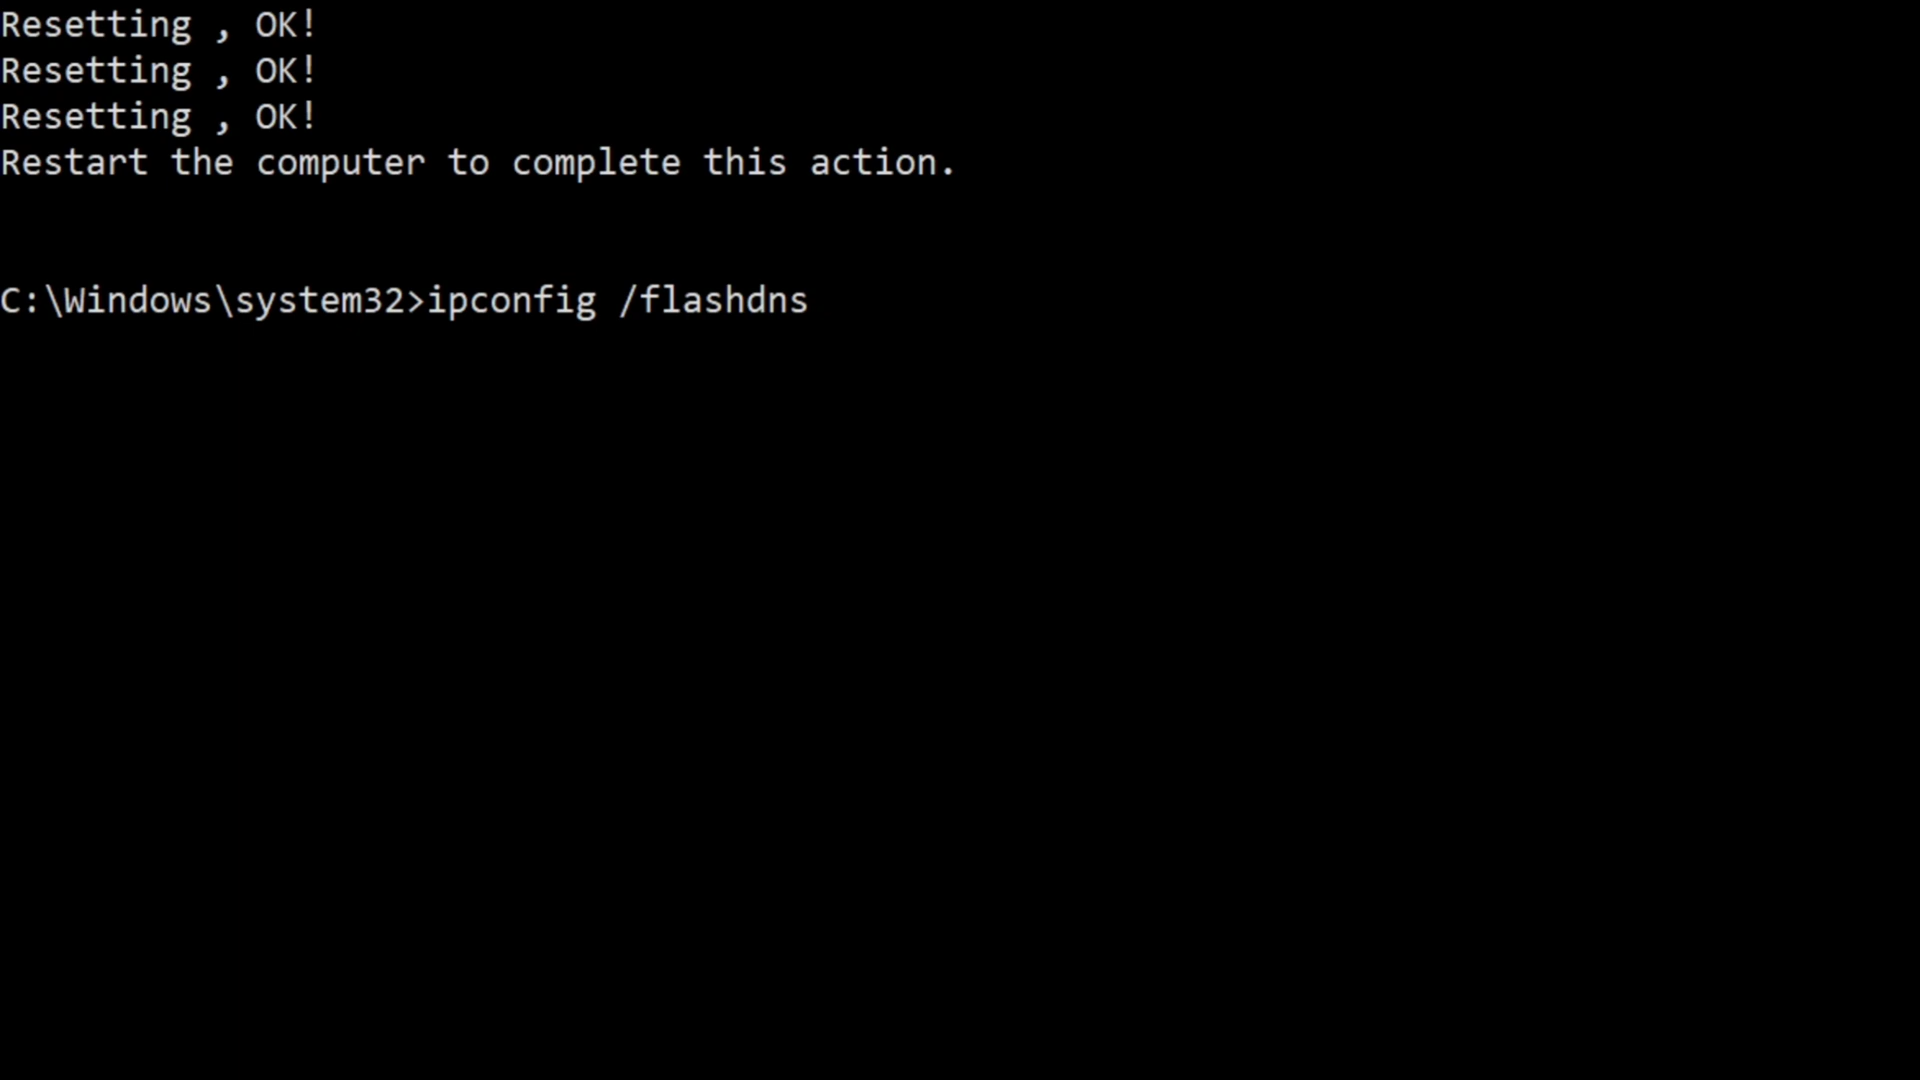 Resetting , OK!
Resetting , OK!
Resetting , OK!
Restart the computer to complete this action.
C:\Windows\system32>ipconfig /flashdns